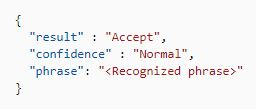 {
"result" : "Accept",
"confidence" : "Normal",
"phrase": "<Recognized phrase>"
}